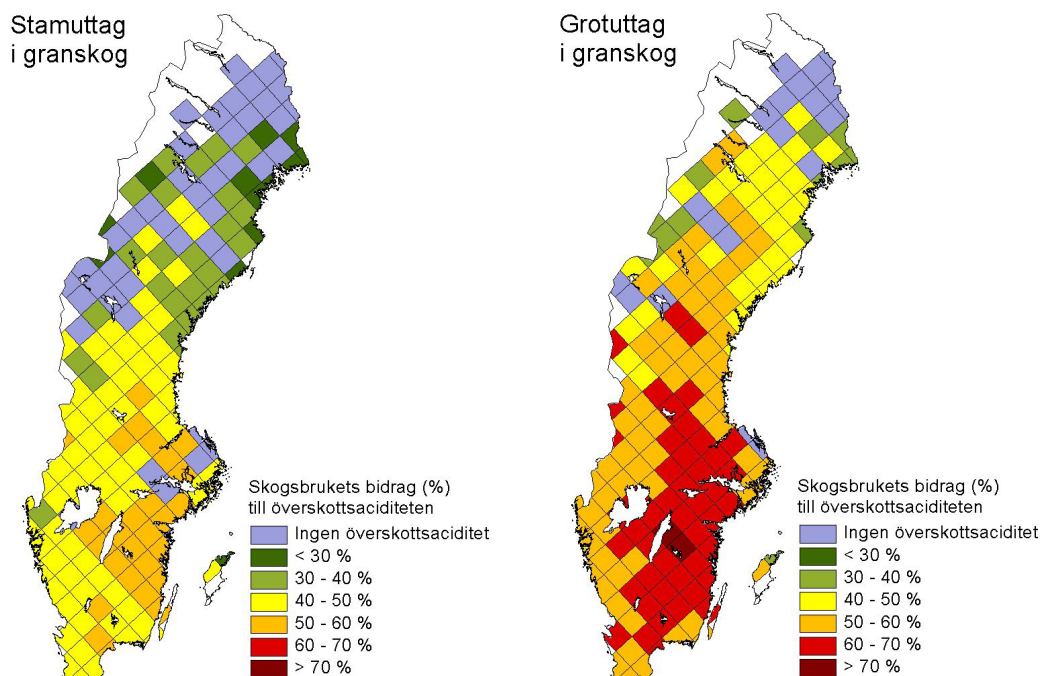 Stamuttag
i granskog
Skogsbrukets bidrag (%)
till överskottsaciditeten
Ingen överskottsaciditet
< 30 %
30 - 40 %
40 - 50 %
50 - 60 %
60 - 70 %
> 70 %
Grotuttag
i granskog
Skogsbrukets bidrag (%)
till överskottsaciditeten
Ingen överskottsaciditet
< 30 %
30 - 40 %
40 - 50 %
50 - 60 %
60 - 70 %
> 70 %